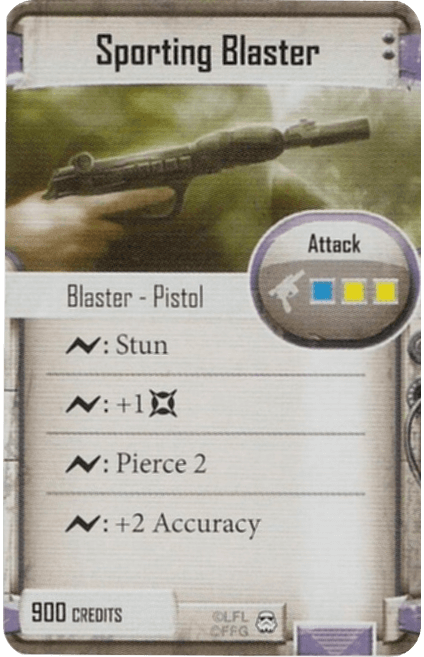 Sporting Blaster
Attack
Blaster - Pistol
: Stun
: +1
: Pierce 2
: +2 Accuracy
900 CREDITS
©LFL
©FFG